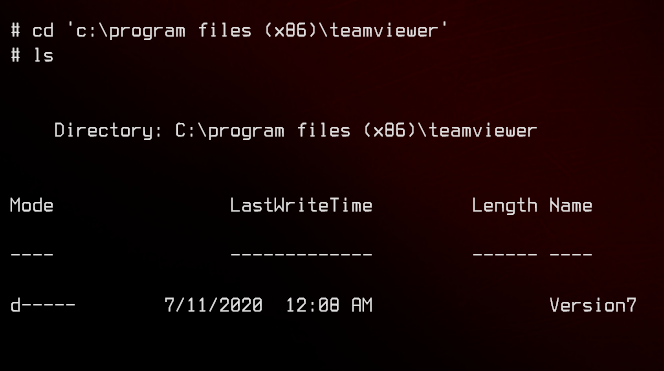 # cd 'c:\program files (x86)\teamviewer'
# ls
Directory: C:\program files (x86)\teamviewer
Mode LastWriteTime Length Name
---- ------------- ------ ----
d----- 7/11/2020 12:08 AM Version7